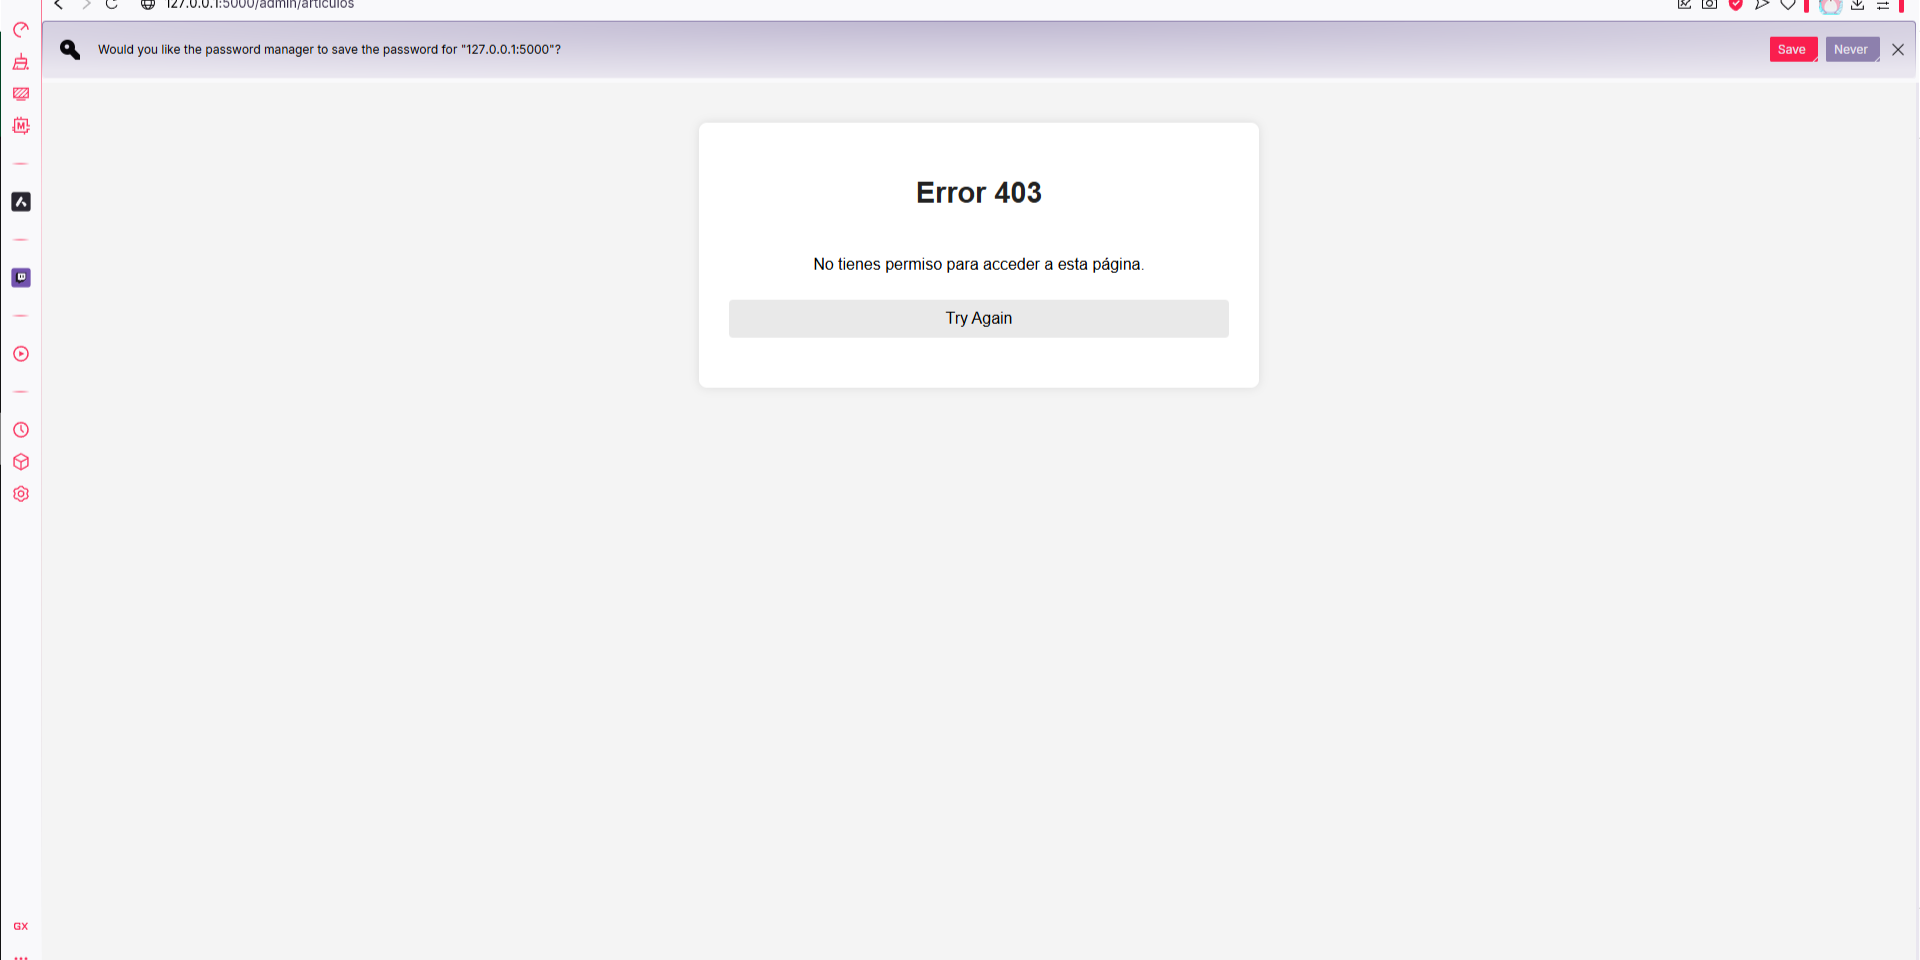 127.0.0.1:5000/admin/articulos
Would you like the password manager to save the password for "127.0.0.1:5000"?
Save
Never
M
Error 403
No tienes permiso para acceder a esta página.
Try Again
GX